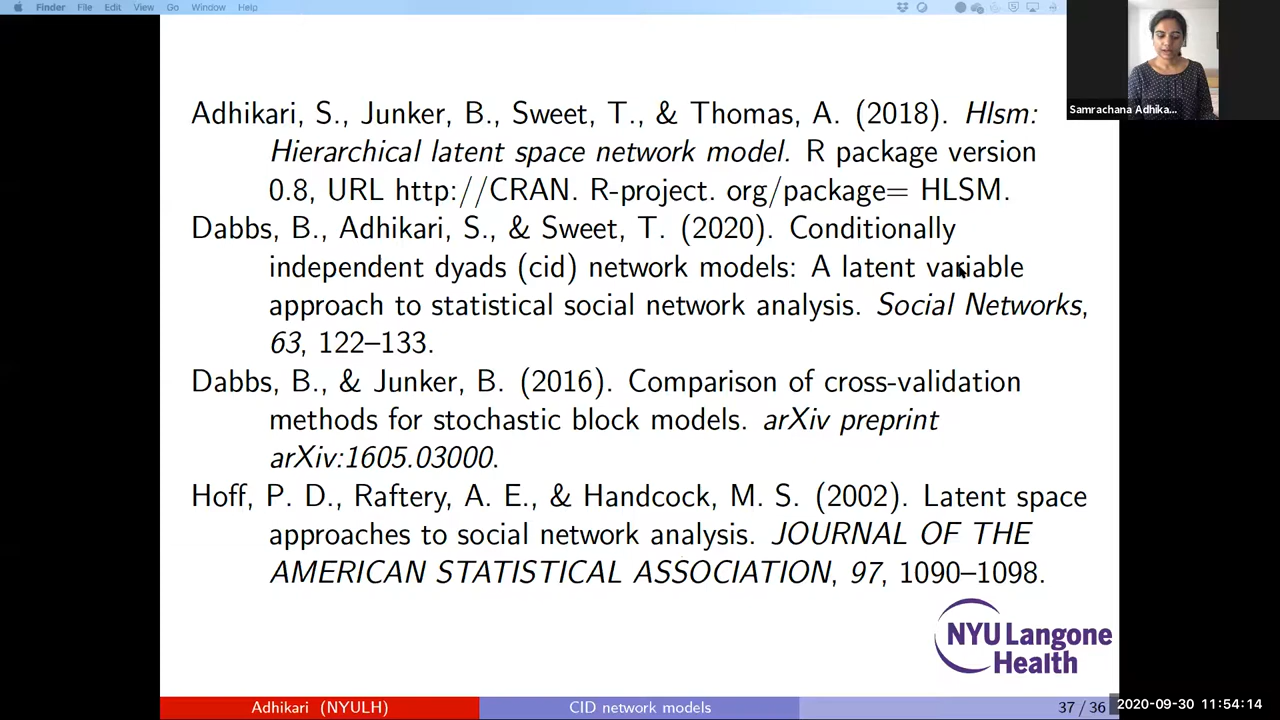 Finder File Edit View Go Window Help
Samrachana Adhika...
Adhikari, S., Junker, B., Sweet, T., & Thomas, A. (2018). Hlsm:
Hierarchical latent space network model. R package version
0.8, URL http://CRAN. R-project. org/package= HLSM.
Dabbs, B., Adhikari, S., & Sweet, T. (2020). Conditionally
independent dyads (cid) network models: A latent variable
approach to statistical social network analysis. Social Networks,
63, 122–133.
Dabbs, B., & Junker, B. (2016). Comparison of cross-validation
methods for stochastic block models. arXiv preprint
arXiv:1605.03000.
Hoff, P. D., Raftery, A. E., & Handcock, M. S. (2002). Latent space
approaches to social network analysis. JOURNAL OF THE
AMERICAN STATISTICAL ASSOCIATION, 97, 1090–1098.
NYU Langone
Health
Adhikari (NYULH) CID network models 37 / 36 2020-09-30 11:54:14